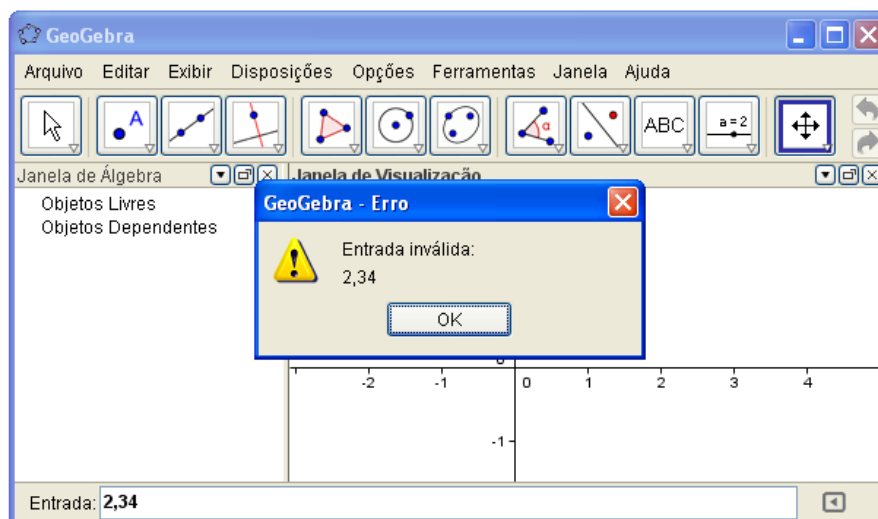 GeoGebra
Arquivo Editar Exibir Disposições Opções Ferramentas Janela Ajuda
A
α
ABC
a=2
Janela de Álgebra
Janela de Visualização
Objetos Livres
Objetos Dependentes
GeoGebra - Erro
Entrada inválida:
2,34
OK
-2 -1 0 1 2 3 4
-1
Entrada: 2,34